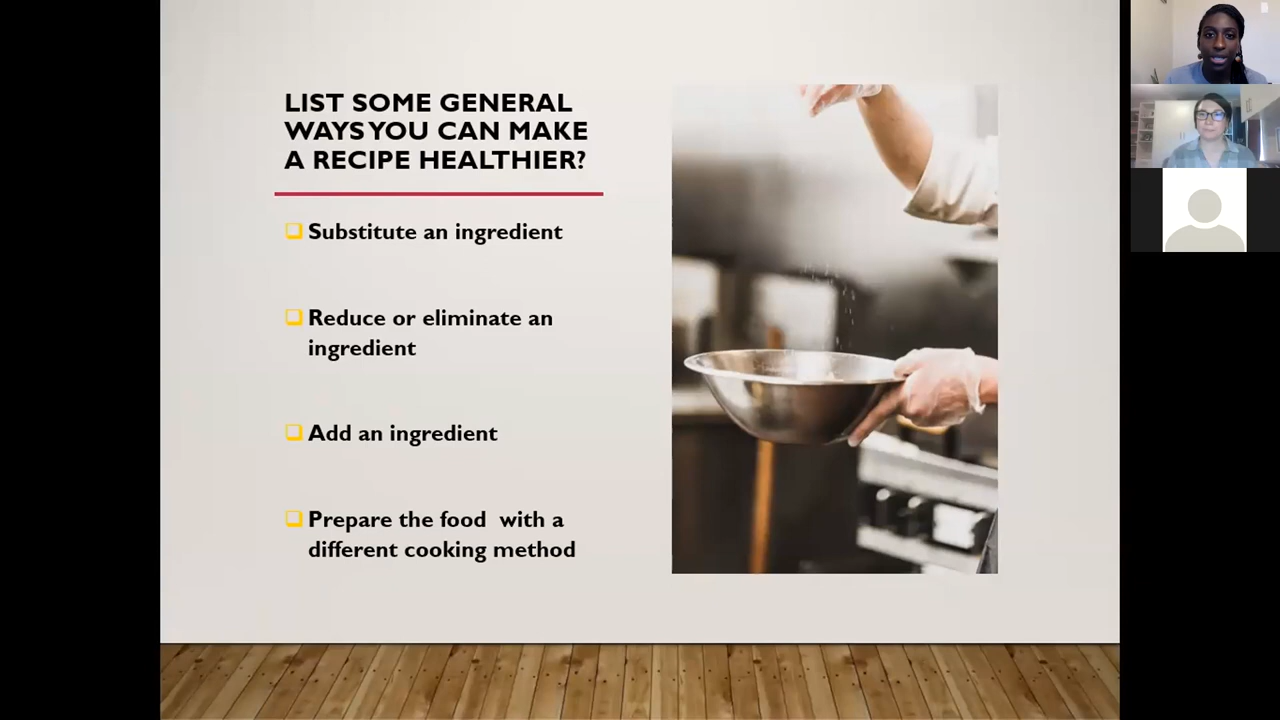 LIST SOME GENERAL
WAYS YOU CAN MAKE
A RECIPE HEALTHIER?
Substitute an ingredient
Reduce or eliminate an
ingredient
Add an ingredient
Prepare the food  with a
different cooking method